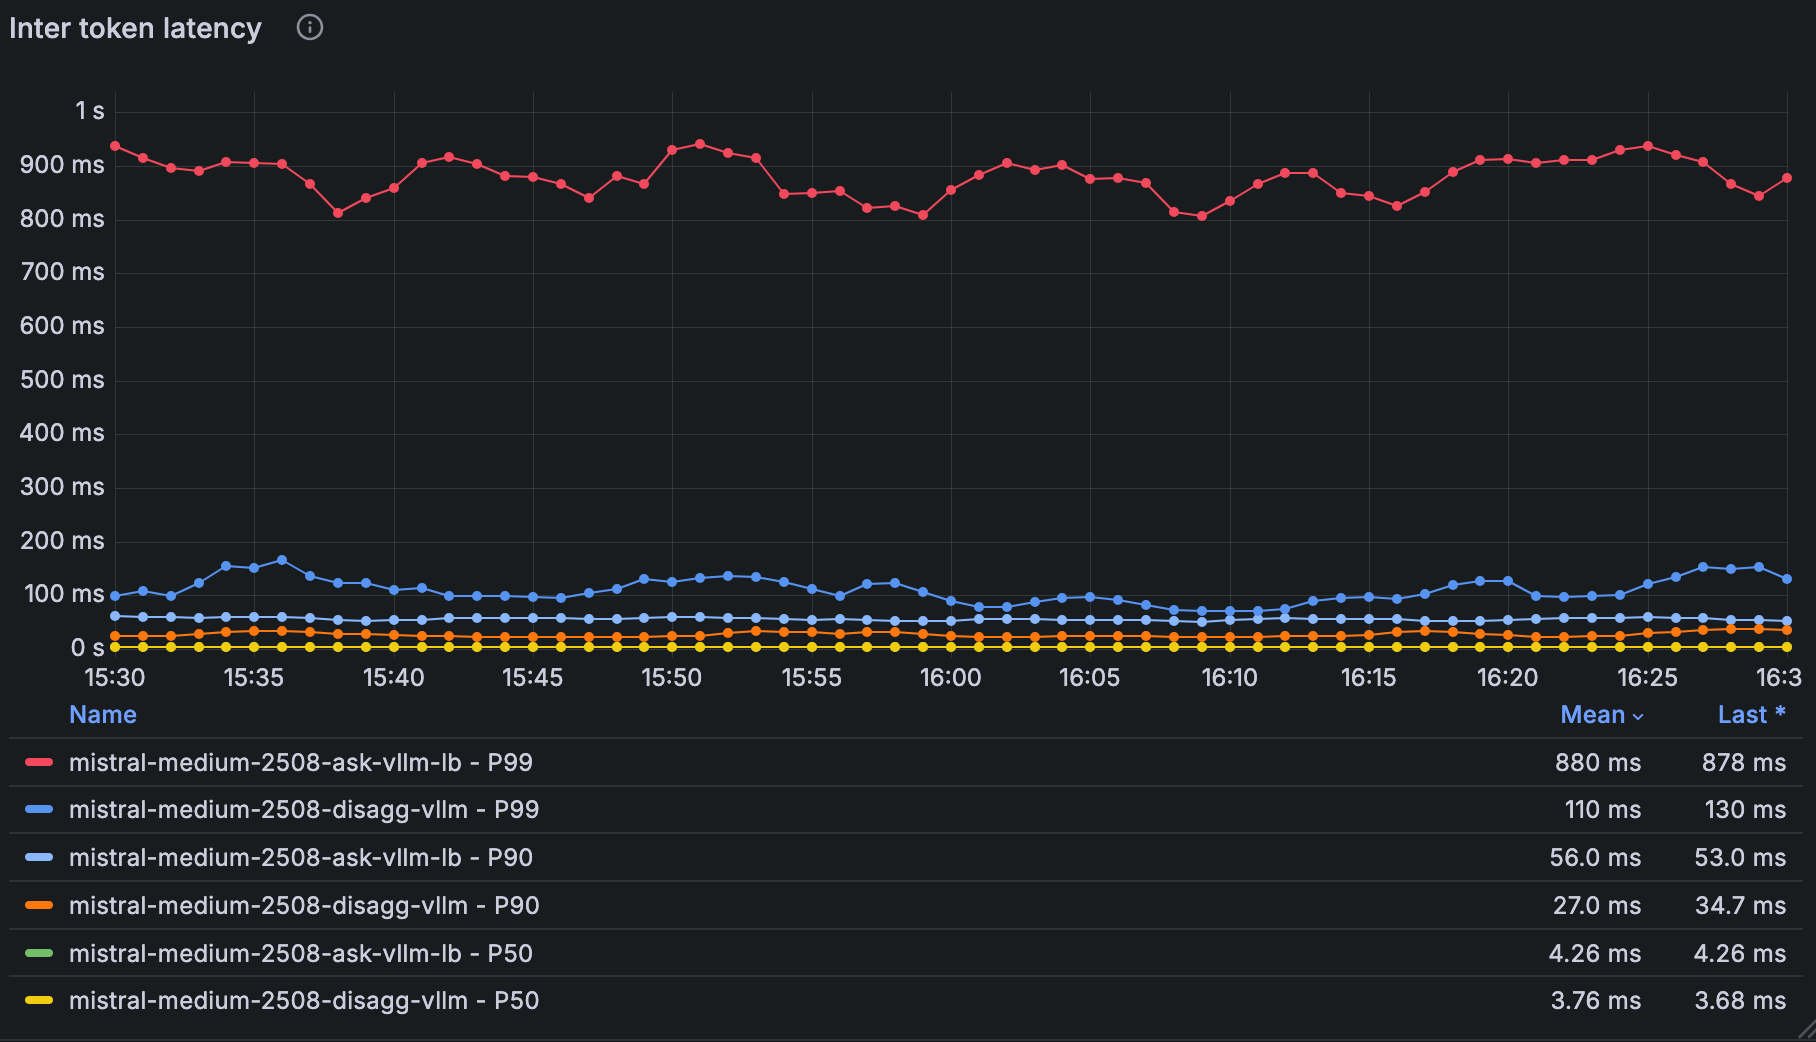 Inter token latency
1 s
900 ms
800 ms
700 ms
600 ms
500 ms
400 ms
300 ms
200 ms
100 ms
0 s
15:30 15:35 15:40 15:45 15:50 15:55 16:00 16:05 16:10 16:15 16:20 16:25 16:3
Name Mean Last *
mistral-medium-2508-ask-vllm-lb - P99 880 ms 878 ms
mistral-medium-2508-disagg-vllm - P99 110 ms 130 ms
mistral-medium-2508-ask-vllm-lb - P90 56.0 ms 53.0 ms
mistral-medium-2508-disagg-vllm - P90 27.0 ms 34.7 ms
mistral-medium-2508-ask-vllm-lb - P50 4.26 ms 4.26 ms
mistral-medium-2508-disagg-vllm - P50 3.76 ms 3.68 ms